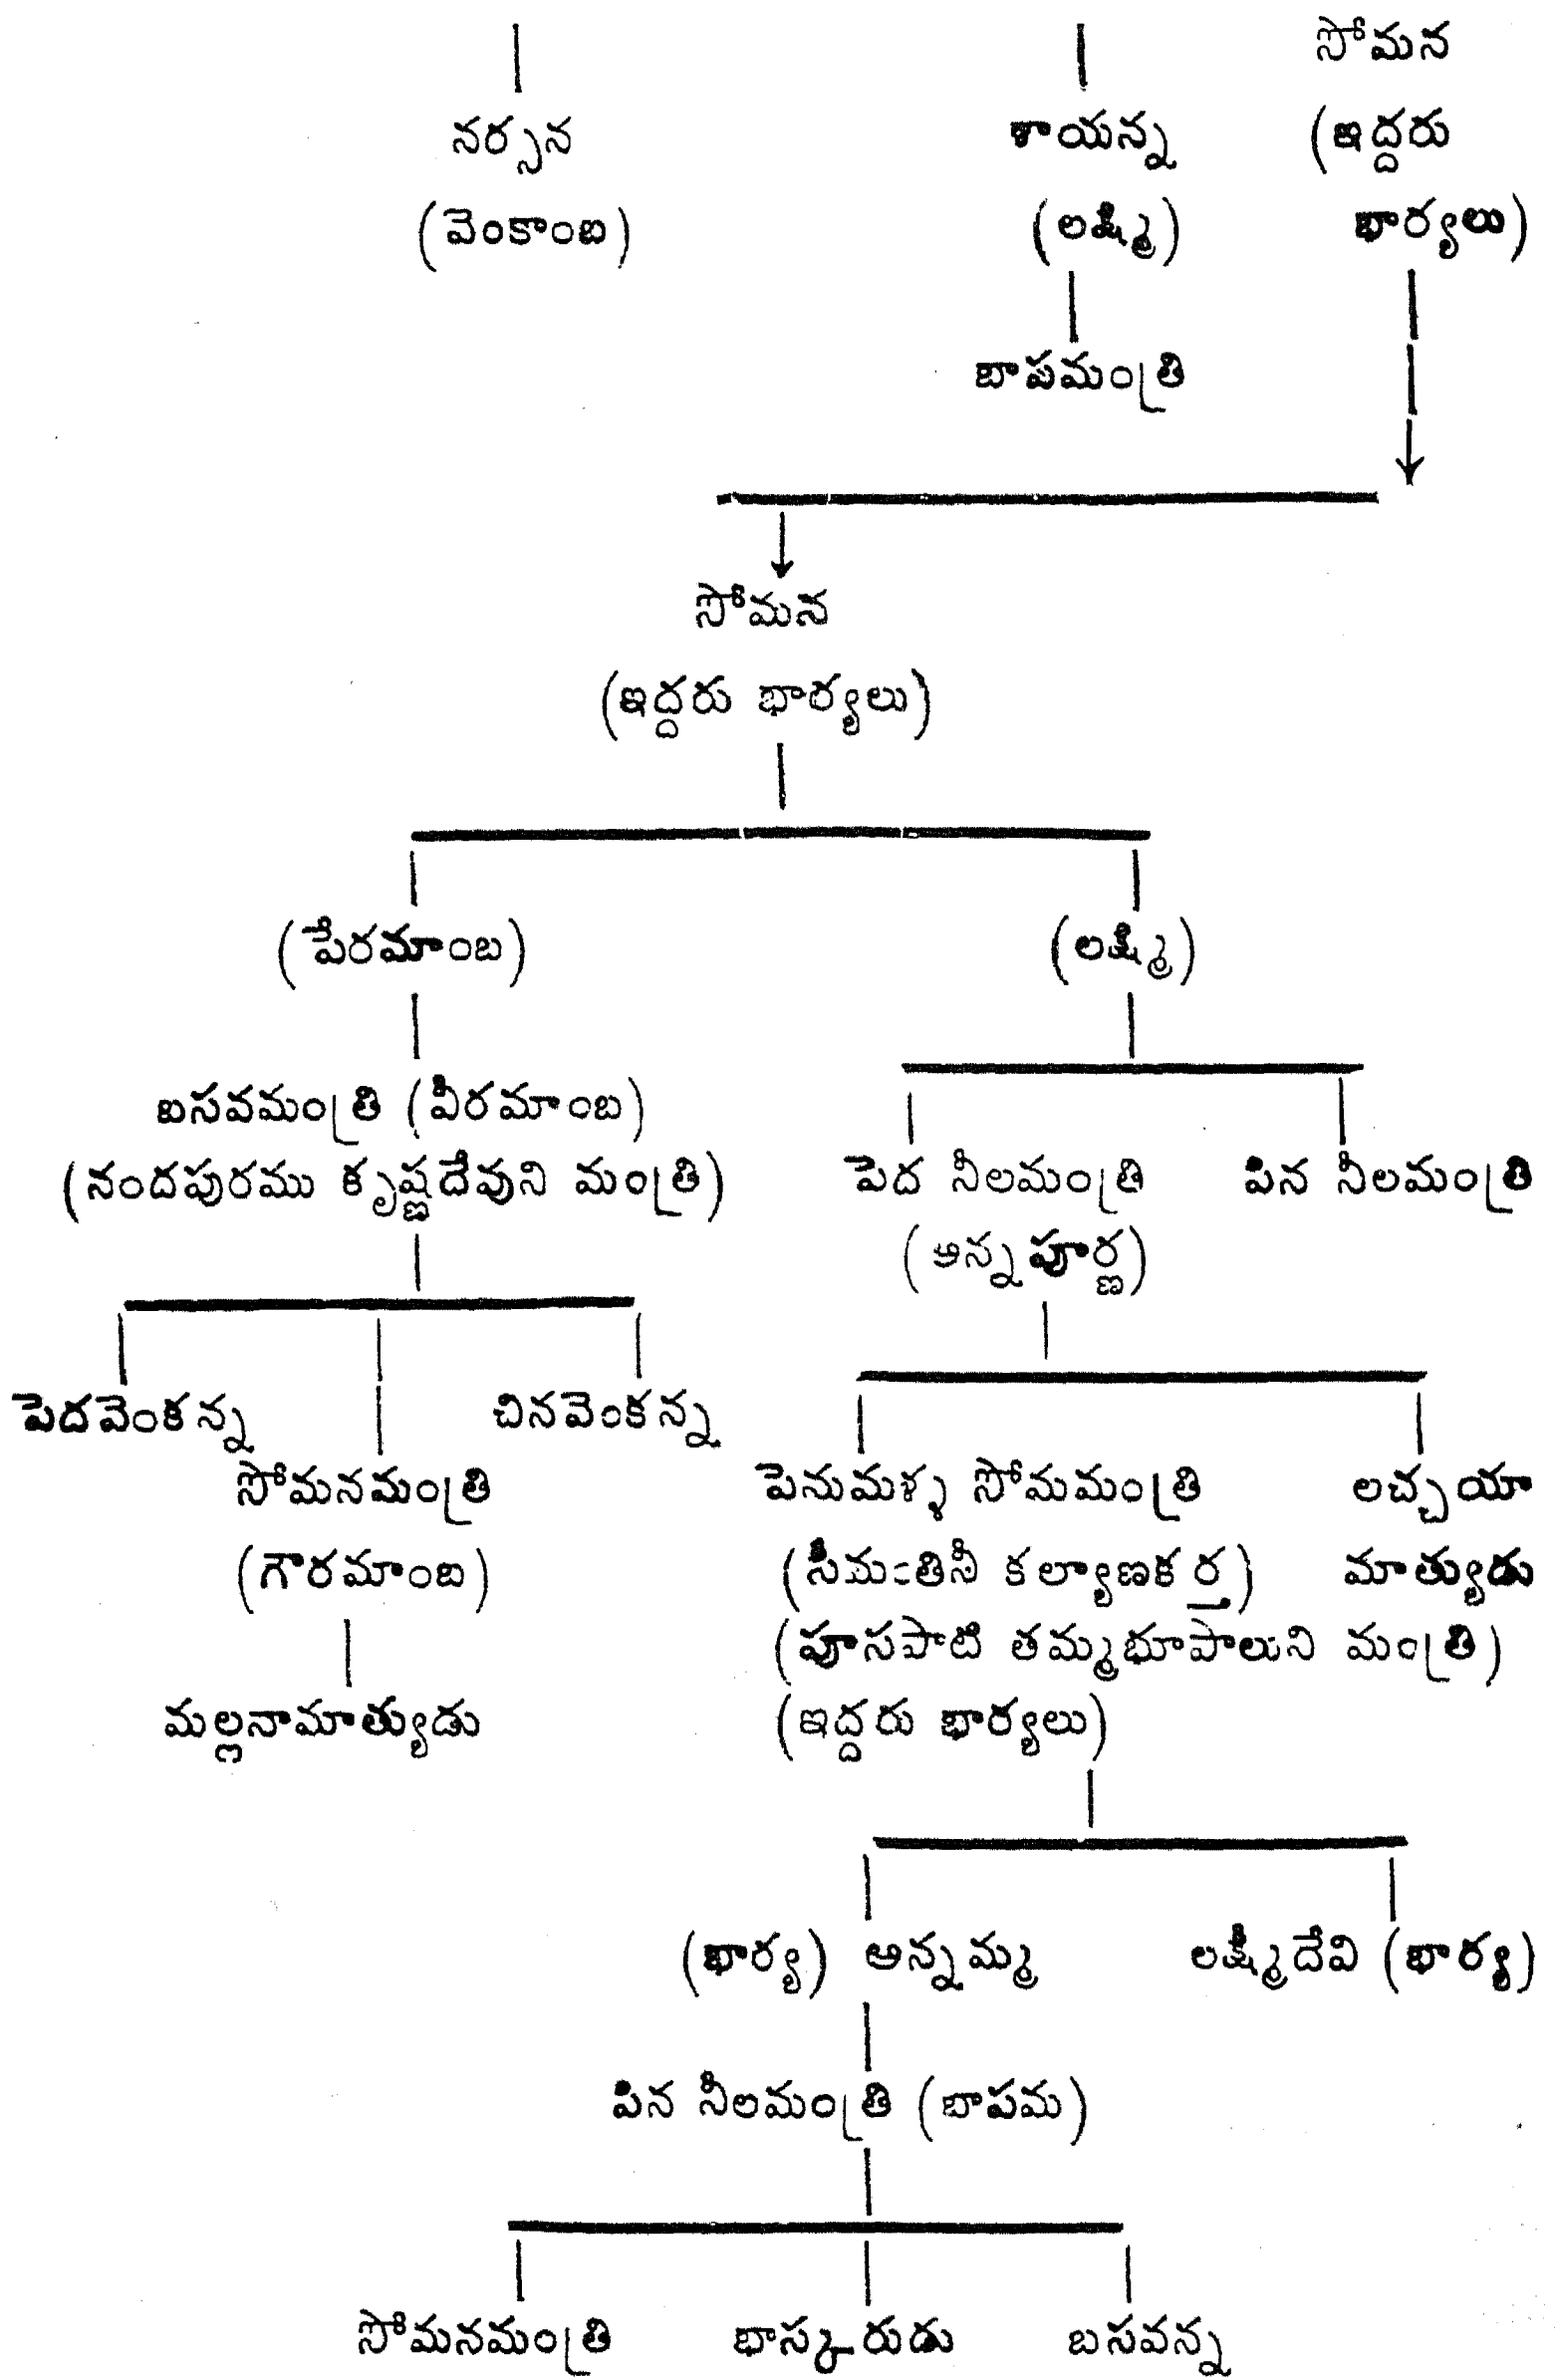 సోమన
నర్సన శాయన్న (ఇద్దరు
(వెంకాంబ) (లక్ష్మి) భార్యలు)
బాపమంత్రి
సోమన
(ఇద్దరు భార్యలు)
(పేరమాంబ) (లక్ష్మి)
బసవమంత్రి (వీరమాంబ)
(నందపురము కృష్ణదేవుని మంత్రి) పెద నీలమంత్రి పిన నీలమంత్రి
(అన్నపూర్ణ)
పెదవెంకన్న చినవెంకన్న
సోమనమంత్రి పెనుమళ్ళ సోమమంత్రి లచ్చయా
(గౌరమాంబ) (సీమంతినీ కల్యాణకర్త) మాత్యుడు
(పూసపాటి తమ్మభూపాలుని మంత్రి)
మల్లనామాత్యుడు (ఇద్దరు భార్యలు)
(భార్య) అన్నమ్మ లక్ష్మీదేవి (భార్య)
పిన నీలమంత్రి (బాపమ)
సోమనమంత్రి భాస్కరుడు బసవన్న